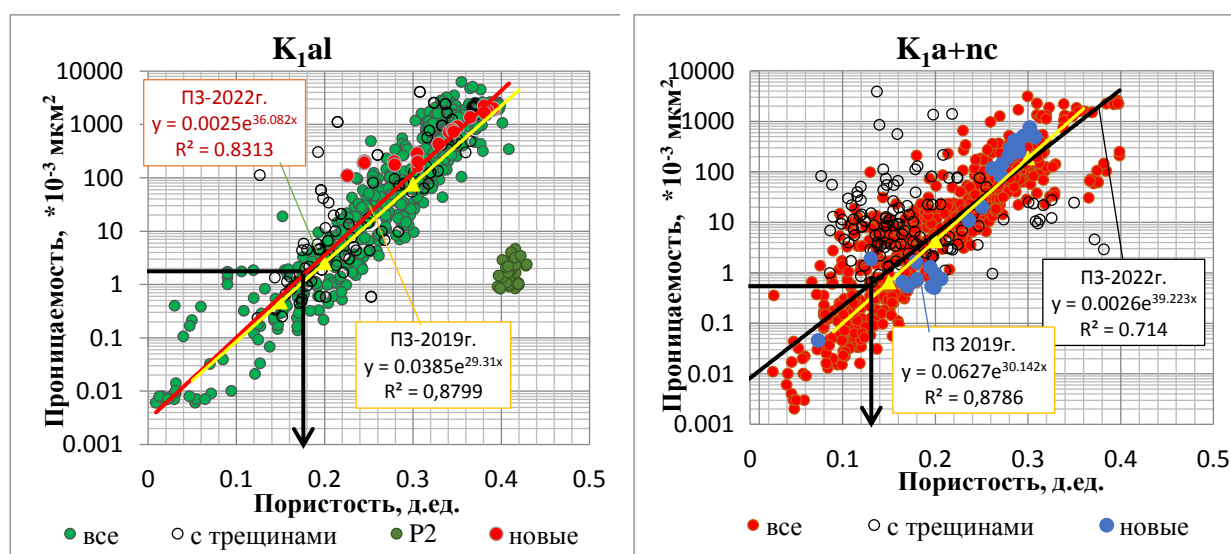 K₁al
Проницаемость, *10⁻³ мкм²
10000
1000
100
10
1
0.1
0.01
0.001
ПЗ-2022г.
y = 0.0025e³⁶·⁰⁸²ˣ
R² = 0.8313
ПЗ-2019г.
y = 0.0385e²⁹·³¹ˣ
R² = 0,8799
0 0.1 0.2 0.3 0.4 0.5
Пористость, д.ед.
все с трещинами P2 новые
K₁a+nc
Проницаемость, *10⁻³ мкм²
10000
1000
100
10
1
0.1
0.01
0.001
ПЗ-2022г.
y = 0.0026e³⁹·²²³ˣ
R² = 0.714
ПЗ 2019г.
y = 0.0627e³⁰·¹⁴²ˣ
R² = 0,8786
0 0.1 0.2 0.3 0.4 0.5
Пористость, д.ед.
все с трещинами новые